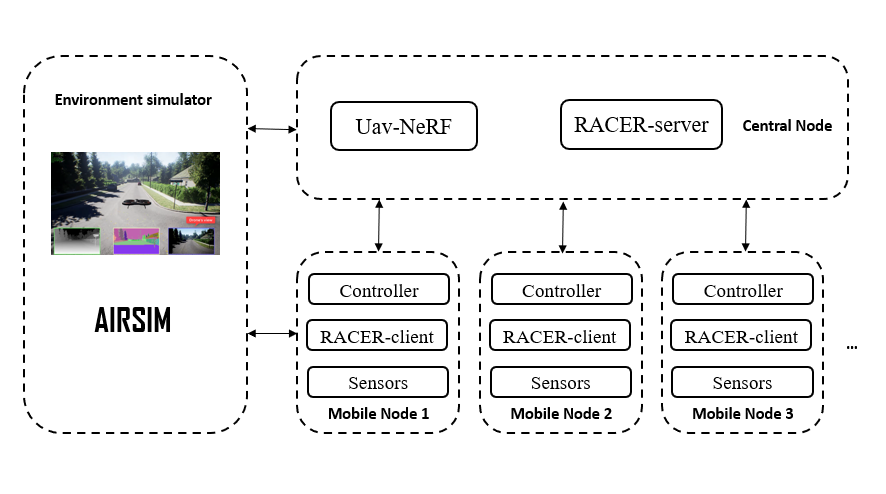 Environment simulator
AIRSIM
Uav-NeRF
RACER-server
Central Node
Controller
RACER-client
Sensors
Mobile Node 1
Controller
RACER-client
Sensors
Mobile Node 2
Controller
RACER-client
Sensors
Mobile Node 3
...